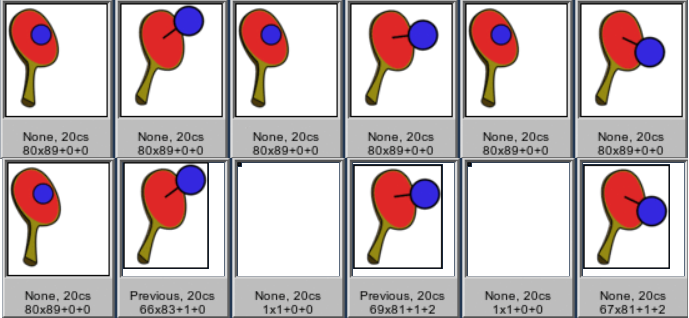 None, 20cs None, 20cs None, 20cs None, 20cs None, 20cs None, 20cs
80x89+0+0 80x89+0+0 80x89+0+0 80x89+0+0 80x89+0+0 80x89+0+0
None, 20cs Previous, 20cs None, 20cs Previous, 20cs None, 20cs None, 20cs
80x89+0+0 66x83+1+0 1x1+0+0 69x81+1+2 1x1+0+0 67x81+1+2